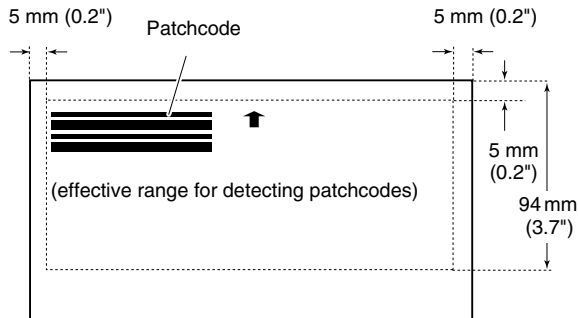 5 mm (0.2")
Patchcode
5 mm (0.2")
5 mm
(0.2")
(effective range for detecting patchcodes)
94 mm
(3.7")